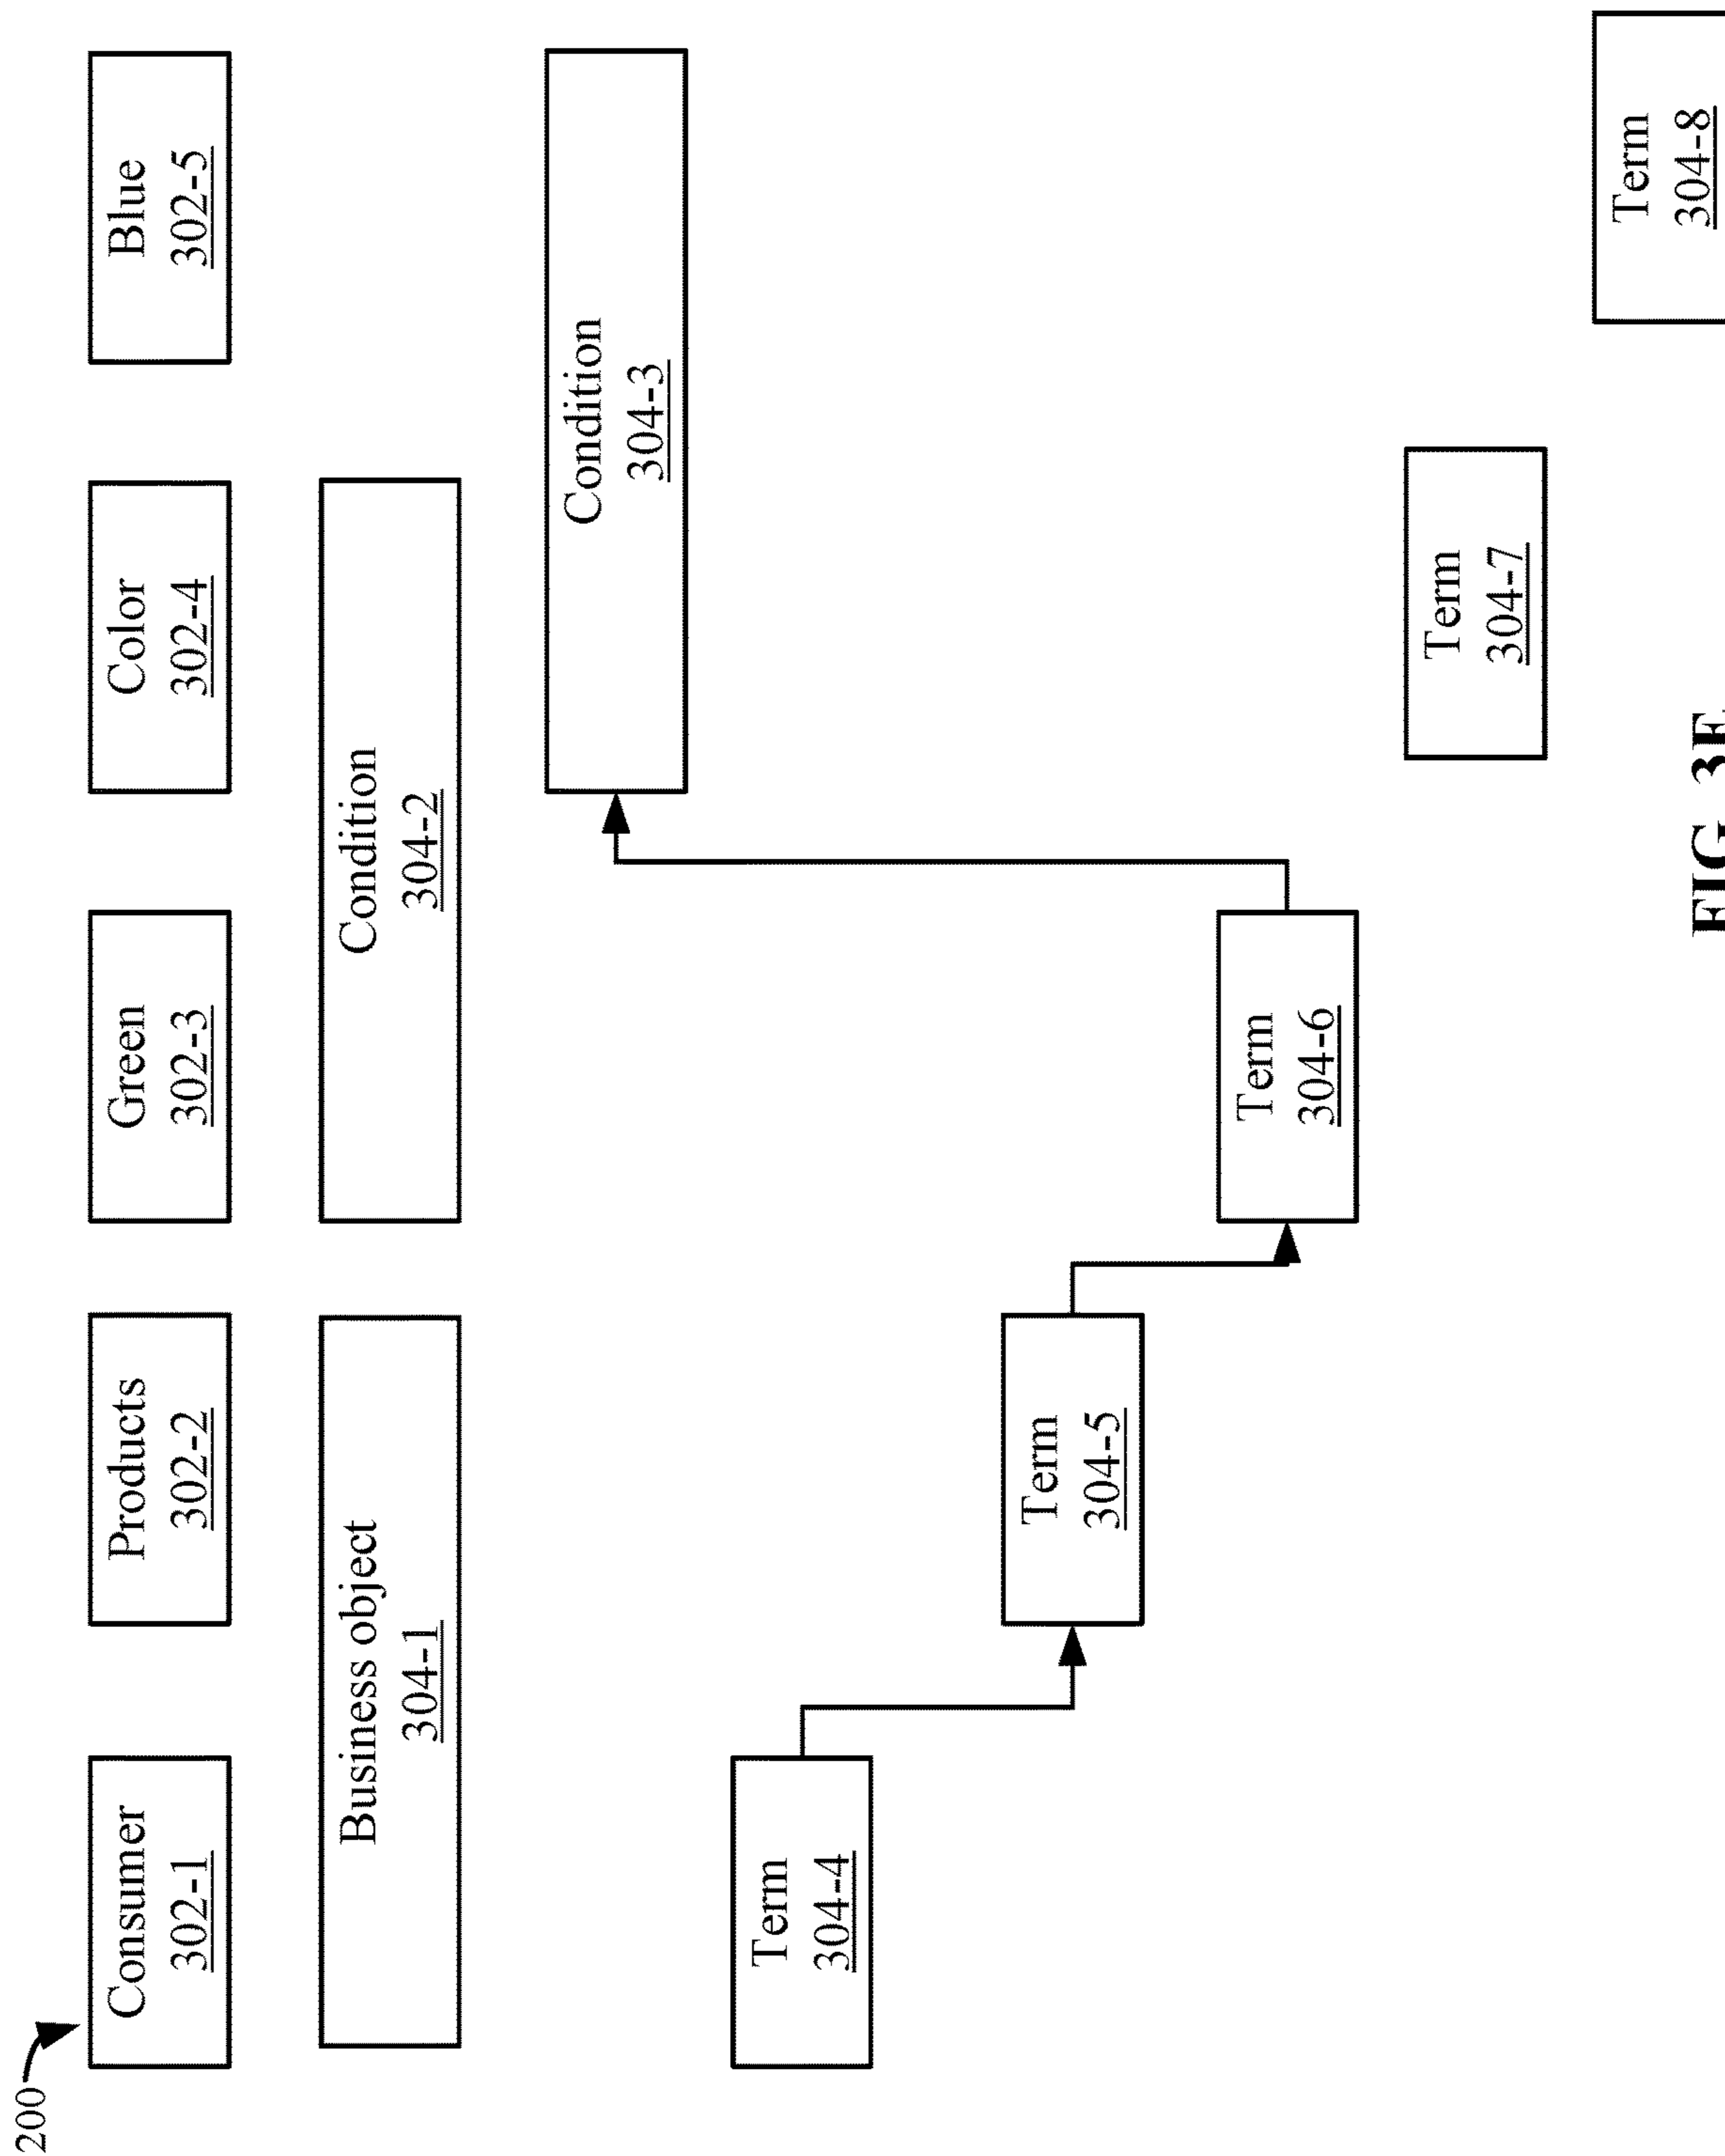 200
Consumer
302-1
Products
302-2
Green
302-3
Color
302-4
Blue
302-5
Business object
304-1
Condition
304-2
Condition
304-3
Term
304-4
Term
304-5
Term
304-6
Term
304-7
Term
304-8
FIG.